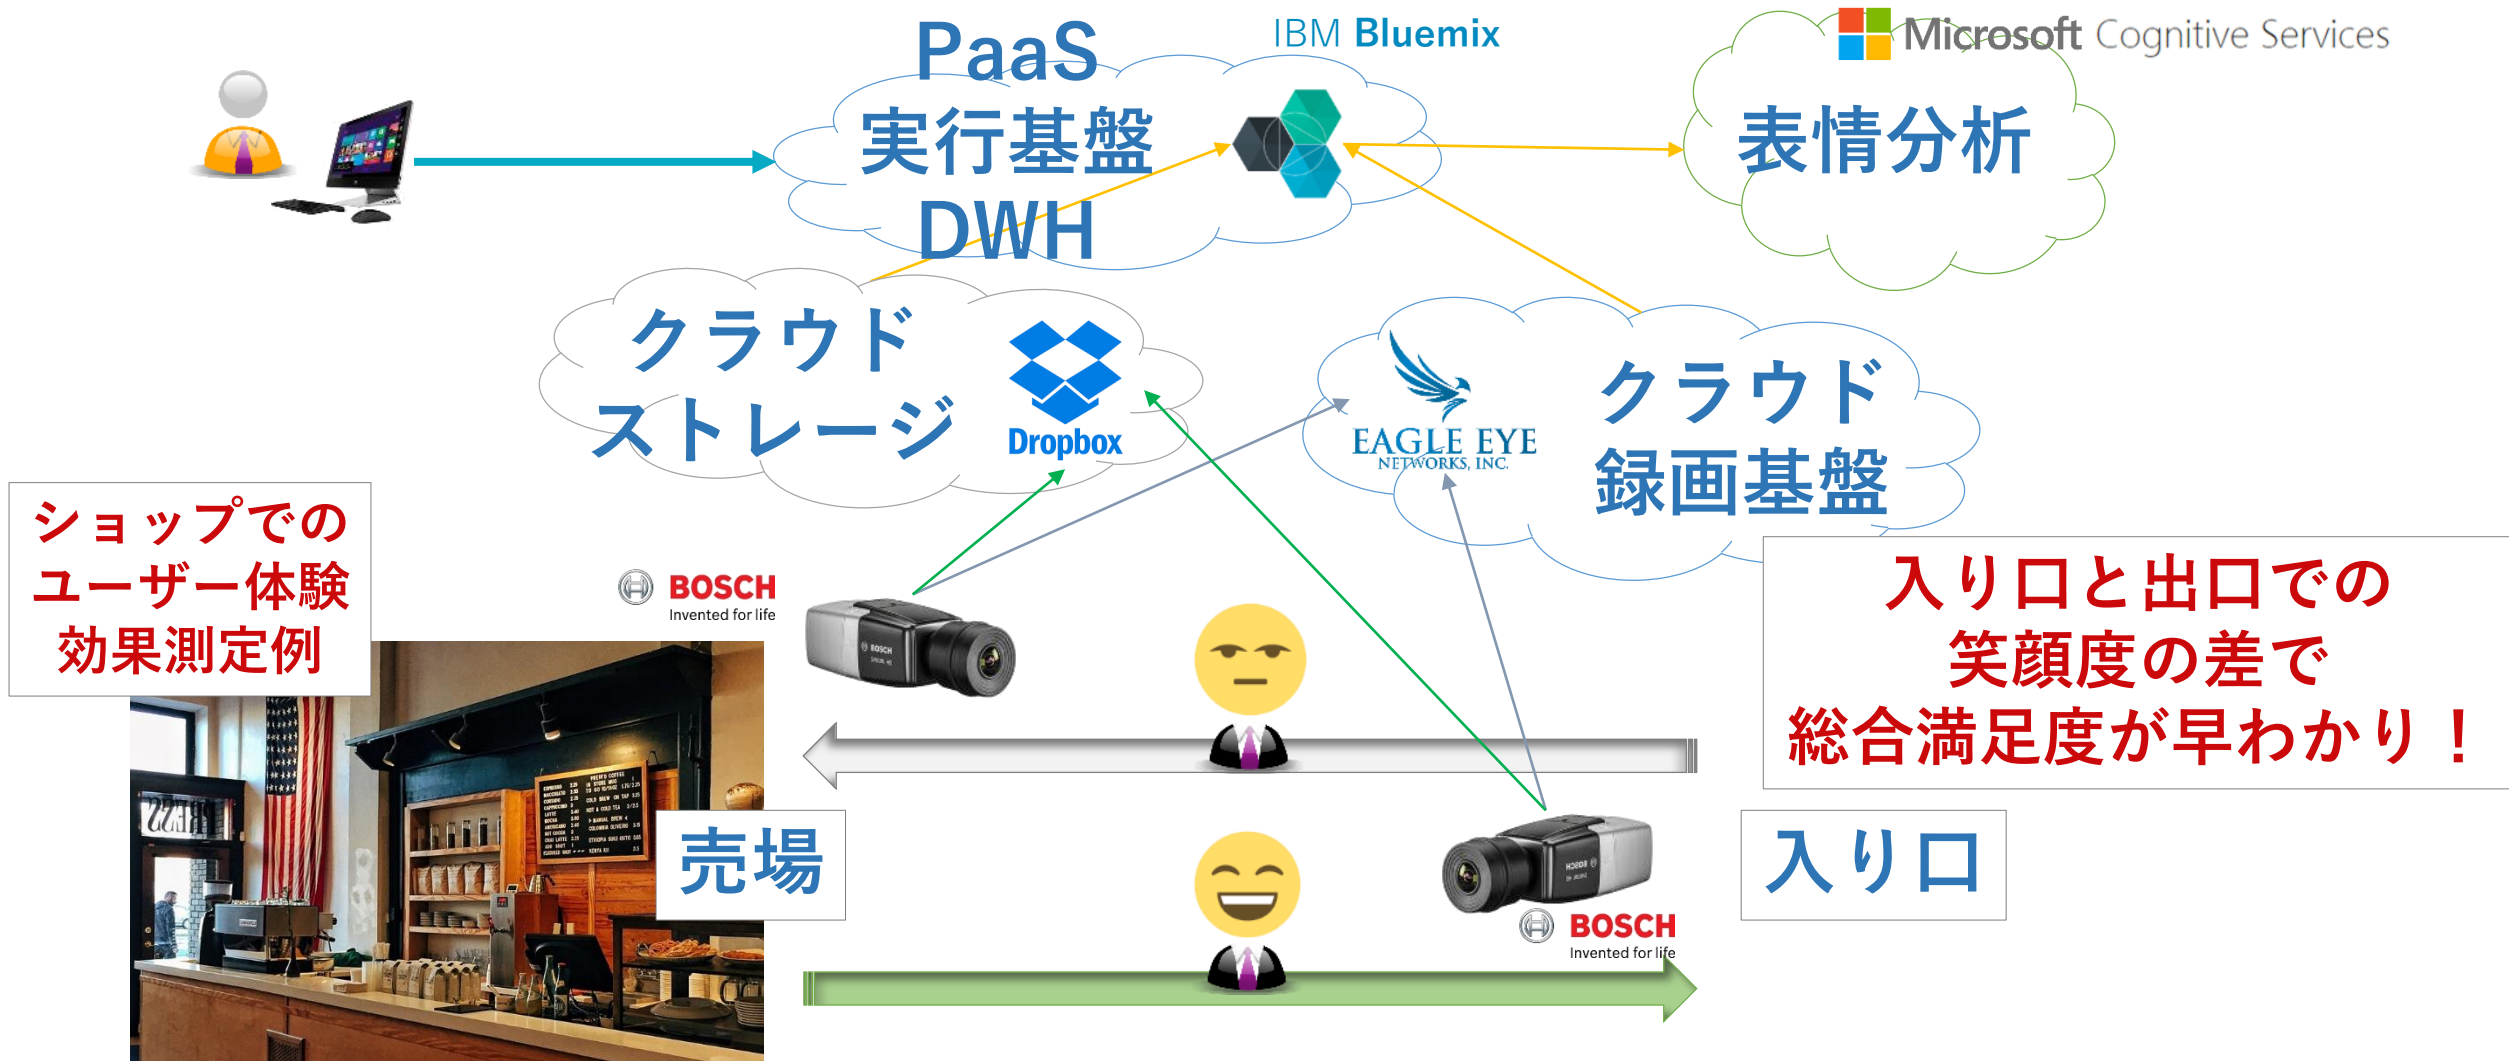 PaaS
実行基盤
DWH
IBM Bluemix
Microsoft Cognitive Services
表情分析
クラウド
ストレージ
Dropbox
EAGLE EYE
NETWORKS, INC.
クラウド
録画基盤
ショップでの
ユーザー体験
効果測定例
BOSCH
Invented for life
BOSCH
入り口と出口での
笑顔度の差で
総合満足度が早わかり！
売場
入り口
BOSCH
BOSCH
Invented for life
PRESTO COFFEE